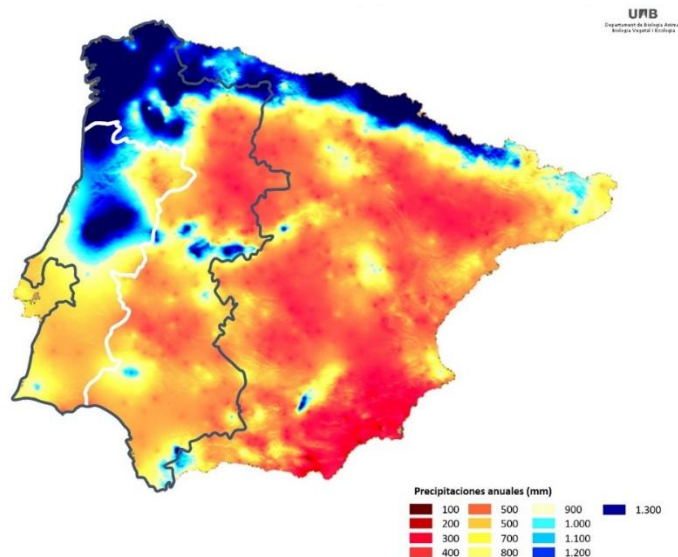 UAB
Departament de Biologia Animal,
Biologia Vegetal i Ecologia
Precipitaciones anuales (mm)
100 500 900 1.300
200 500 1.000
300 700 1.100
400 800 1.200